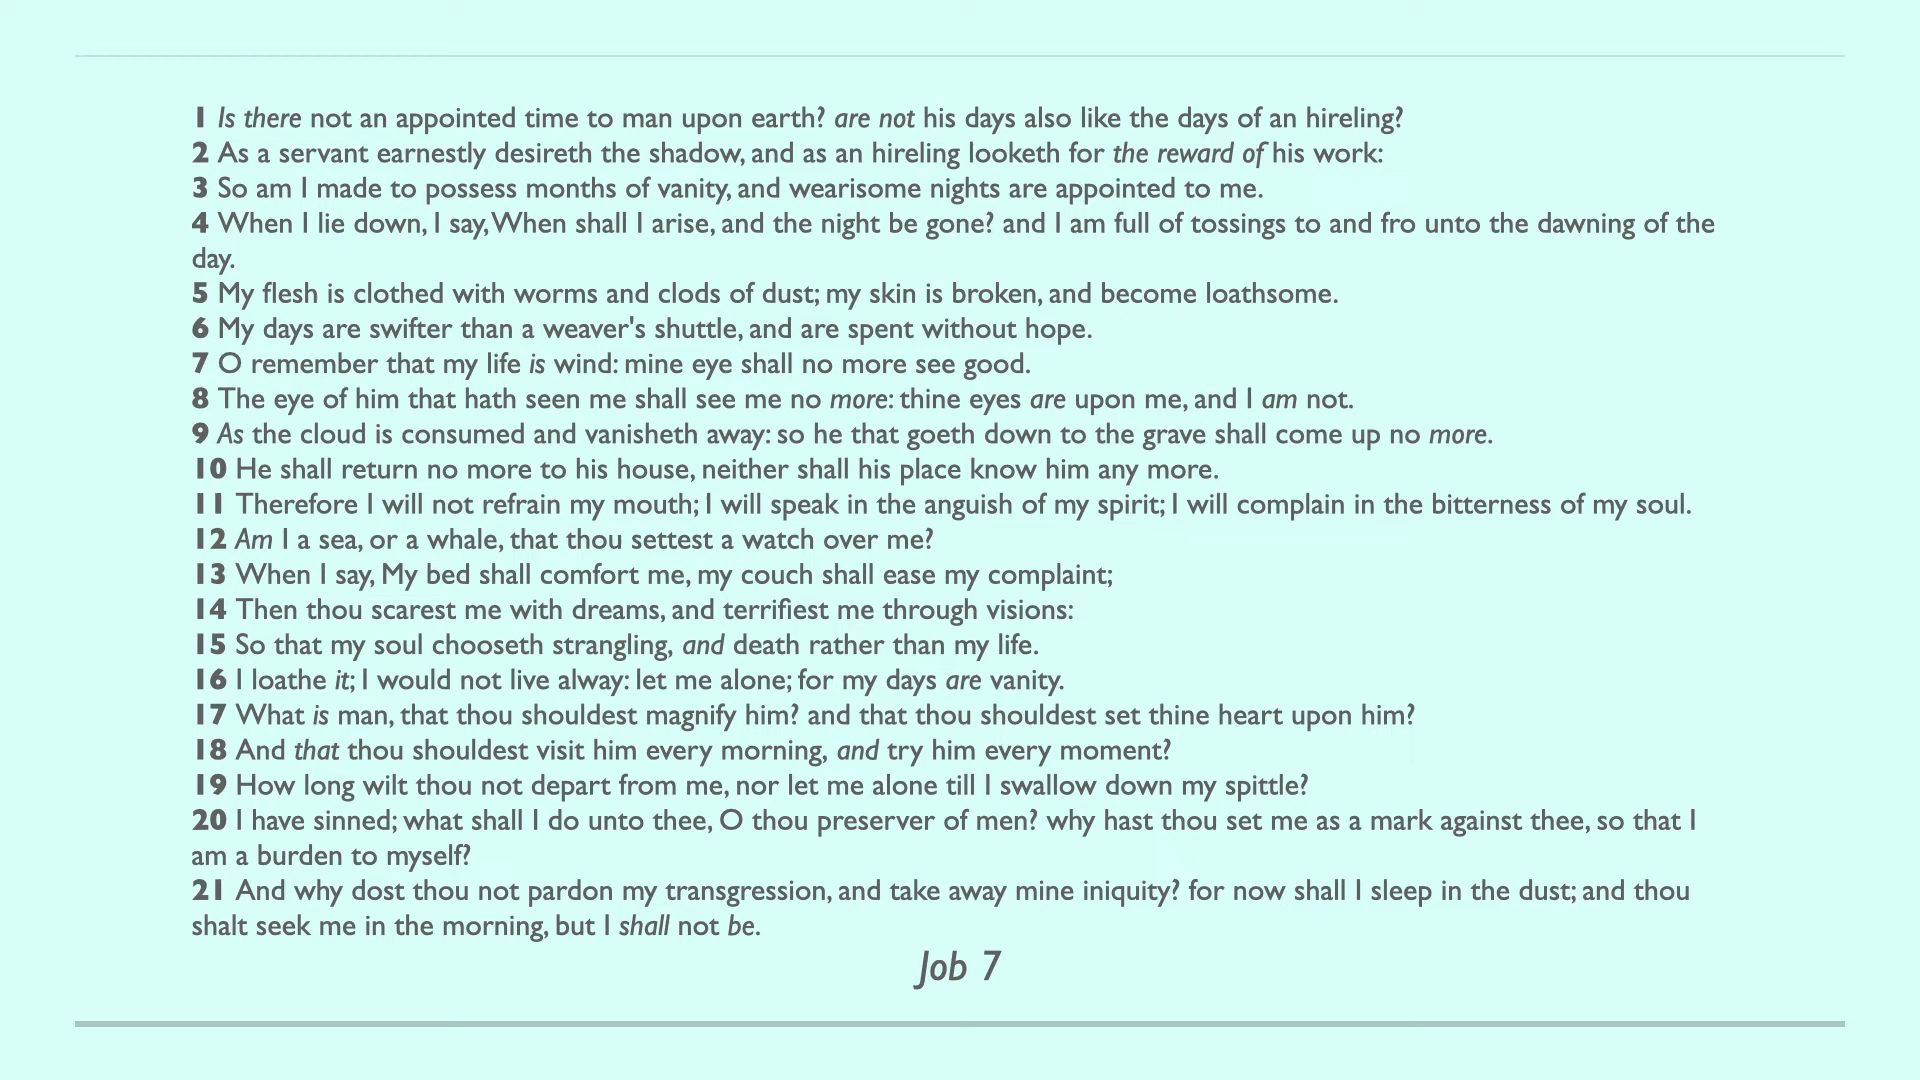 1 Is there not an appointed time to man upon earth? are not his days also like the days of an hireling?
2 As a servant earnestly desireth the shadow, and as an hireling looketh for the reward of his work:
3 So am I made to possess months of vanity, and wearisome nights are appointed to me.
4 When I lie down, I say, When shall I arise, and the night be gone? and I am full of tossings to and fro unto the dawning of the
day.
5 My flesh is clothed with worms and clods of dust; my skin is broken, and become loathsome.
6 My days are swifter than a weaver's shuttle, and are spent without hope.
7 O remember that my life is wind: mine eye shall no more see good.
8 The eye of him that hath seen me shall see me no more: thine eyes are upon me, and I am not.
9 As the cloud is consumed and vanisheth away: so he that goeth down to the grave shall come up no more.
10 He shall return no more to his house, neither shall his place know him any more.
11 Therefore I will not refrain my mouth; I will speak in the anguish of my spirit; I will complain in the bitterness of my soul.
12 Am I a sea, or a whale, that thou settest a watch over me?
13 When I say, My bed shall comfort me, my couch shall ease my complaint;
14 Then thou scarest me with dreams, and terrifiest me through visions:
15 So that my soul chooseth strangling, and death rather than my life.
16 I loathe it; I would not live alway: let me alone; for my days are vanity.
17 What is man, that thou shouldest magnify him? and that thou shouldest set thine heart upon him?
18 And that thou shouldest visit him every morning, and try him every moment?
19 How long wilt thou not depart from me, nor let me alone till I swallow down my spittle?
20 I have sinned; what shall I do unto thee, O thou preserver of men? why hast thou set me as a mark against thee, so that I
am a burden to myself?
21 And why dost thou not pardon my transgression, and take away mine iniquity? for now shall I sleep in the dust; and thou
shalt seek me in the morning, but I shall not be.
Job 7